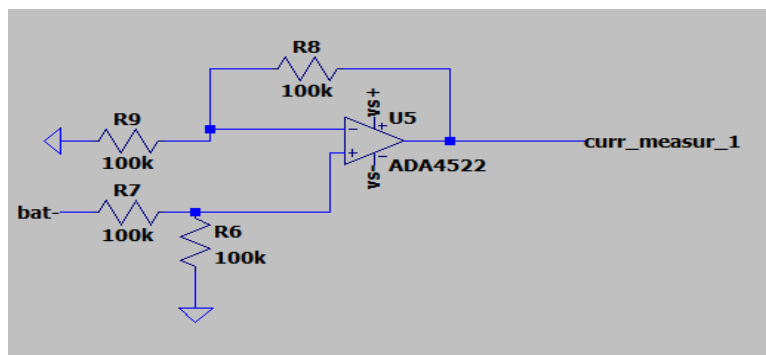 R8
100k
vs+
U5
R9
100k
−
+
+
−
ADA4522
vs-
curr_measur_1
R7
100k
bat-
R6
100k